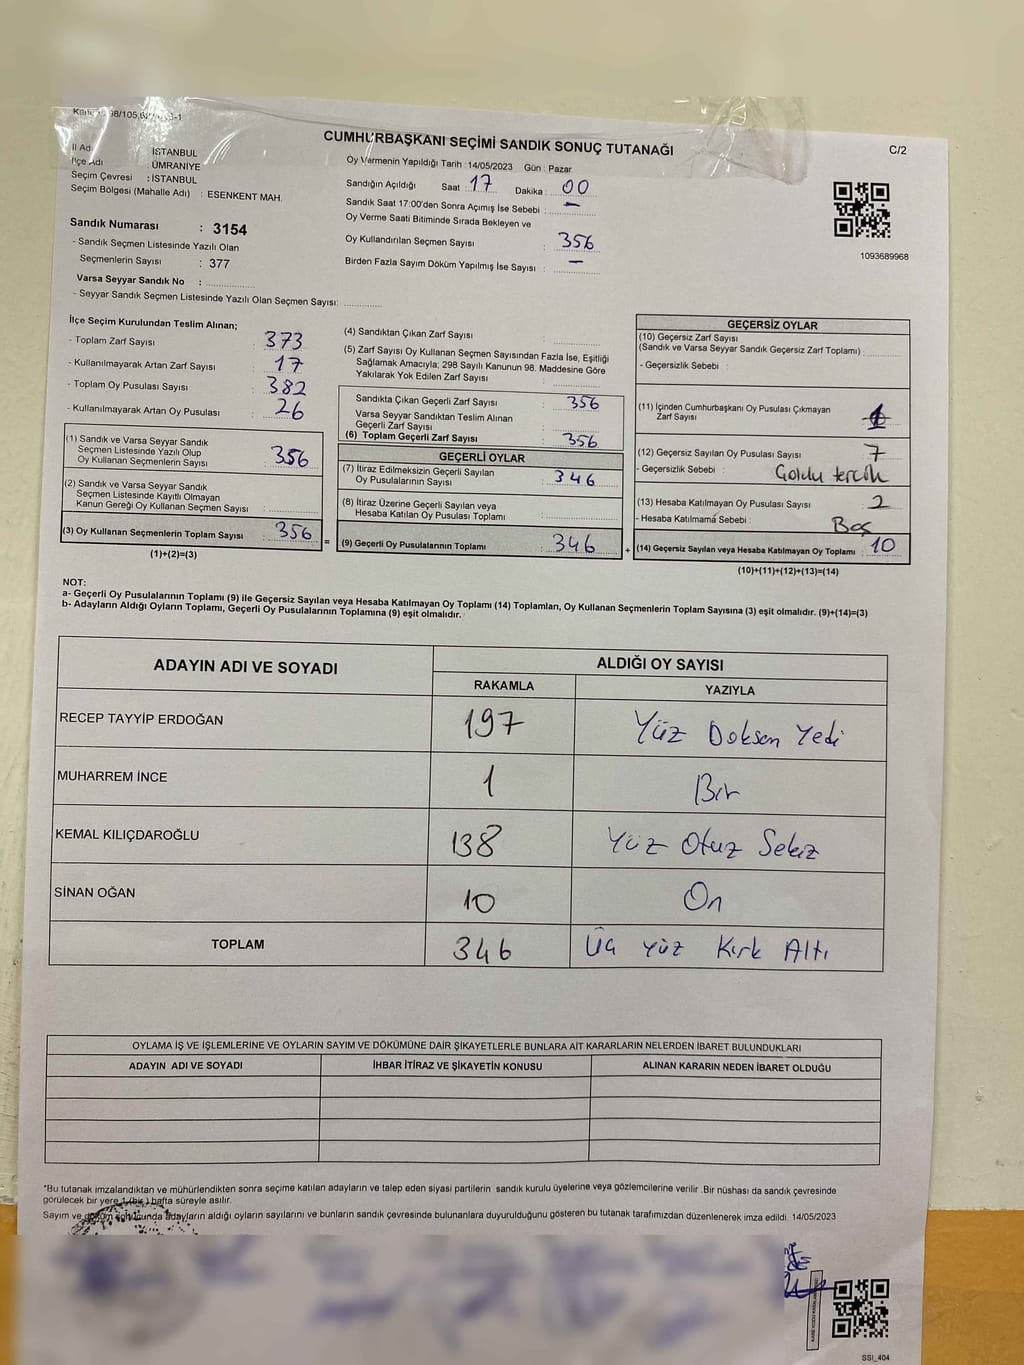 CUMHURBAŞKANI SEÇİMİ SANDIK SONUÇ TUTANAĞI
C/2
İl Adı : İSTANBUL
İlçe Adı : ÜMRANİYE
Seçim Çevresi : İSTANBUL
Seçim Bölgesi (Mahalle Adı) : ESENKENT MAH.
Oy Vermenin Yapıldığı Tarih : 14/05/2023 Gün : Pazar
Sandığın Açıldığı Saat : 17 Dakika : 00
Sandık Saat 17:00'den Sonra Açımış İse Sebebi : —
Oy Verme Saati Bitiminde Sırada Bekleyen ve
Oy Kullandırılan Seçmen Sayısı : 356
Birden Fazla Sayım Döküm Yapılmış İse Sayısı : —
1093689968
Sandık Numarası : 3154
- Sandık Seçmen Listesinde Yazılı Olan
Seçmenlerin Sayısı : 377
Varsa Seyyar Sandık No :
- Seyyar Sandık Seçmen Listesinde Yazılı Olan Seçmen Sayısı:
İlçe Seçim Kurulundan Teslim Alınan;
- Toplam Zarf Sayısı : 373
- Kullanılmayarak Artan Zarf Sayısı : 17
- Toplam Oy Pusulası Sayısı : 382
- Kullanılmayarak Artan Oy Pusulası : 26
(1) Sandık ve Varsa Seyyar Sandık
Seçmen Listesinde Yazılı Olup
Oy Kullanan Seçmenlerin Sayısı : 356
(2) Sandık ve Varsa Seyyar Sandık
Seçmen Listesinde Kayıtlı Olmayan
Kanun Gereği Oy Kullanan Seçmen Sayısı :
(3) Oy Kullanan Seçmenlerin Toplam Sayısı : 356
(1)+(2)=(3)
(4) Sandıktan Çıkan Zarf Sayısı :
(5) Zarf Sayısı Oy Kullanan Seçmen Sayısından Fazla İse, Eşitliği
Sağlamak Amacıyla, 298 Sayılı Kanunun 98. Maddesine Göre
Yakılarak Yok Edilen Zarf Sayısı :
Sandıkta Çıkan Geçerli Zarf Sayısı : 356
Varsa Seyyar Sandıktan Teslim Alınan
Geçerli Zarf Sayısı :
(6) Toplam Geçerli Zarf Sayısı : 356
GEÇERLİ OYLAR
(7) İtiraz Edilmeksizin Geçerli Sayılan
Oy Pusulalarının Sayısı : 346
(8) İtiraz Üzerine Geçerli Sayılan veya
Hesaba Katılan Oy Pusulası Toplamı :
= (9) Geçerli Oy Pusulalarının Toplamı : 346
GEÇERSİZ OYLAR
(10) Geçersiz Zarf Sayısı
(Sandık ve Varsa Seyyar Sandık Geçersiz Zarf Toplamı) :
- Geçersizlik Sebebi :
(11) İçinden Cumhurbaşkanı Oy Pusulası Çıkmayan
Zarf Sayısı : 1
(12) Geçersiz Sayılan Oy Pusulası Sayısı : 7
- Geçersizlik Sebebi :
(13) Hesaba Katılmayan Oy Pusulası Sayısı : 2
- Hesaba Katılmama Sebebi : Boş
+ (14) Geçersiz Sayılan veya Hesaba Katılmayan Oy Toplamı : 10
(10)+(11)+(12)+(13)=(14)
NOT:
a- Geçerli Oy Pusulalarının Toplamı (9) ile Geçersiz Sayılan veya Hesaba Katılmayan Oy Toplamı (14) Toplamları, Oy Kullanan Seçmenlerin Toplam Sayısına (3) eşit olmalıdır. (9)+(14)=(3)
b- Adayların Aldığı Oyların Toplamı, Geçerli Oy Pusulalarının Toplamına (9) eşit olmalıdır.
ADAYIN ADI VE SOYADI ALDIĞI OY SAYISI
RAKAMLA YAZIYLA
RECEP TAYYİP ERDOĞAN 197 Yüz Doksan Yedi
MUHARREM İNCE 1 Bir
KEMAL KILIÇDAROĞLU 138 Yüz Otuz Sekiz
SİNAN OĞAN 10 On
TOPLAM 346 Üç Yüz Kırk Altı
OYLAMA İŞ VE İŞLEMLERİNE VE OYLARIN SAYIM VE DÖKÜMÜNE DAİR ŞİKAYETLERLE BUNLARA AİT KARARLARIN NELERDEN İBARET BULUNDUKLARI
ADAYIN ADI VE SOYADI İHBAR İTİRAZ VE ŞİKAYETİN KONUSU ALINAN KARARIN NEDEN İBARET OLDUĞU
*Bu tutanak imzalandıktan ve mühürlendikten sonra seçime katılan adayların ve talep eden siyasi partilerin sandık kurulu üyelerine veya gözlemcilerine verilir .Bir nüshası da sandık çevresinde
görülecek bir yere 1 (bir ) hafta süreyle asılır.
Sayım ve döküm sonucunda adayların aldığı oyların sayılarını ve bunların sandık çevresinde bulunanlara duyurulduğunu gösteren bu tutanak tarafımızdan düzenlenerek imza edildi. 14/05/2023
SSI_404